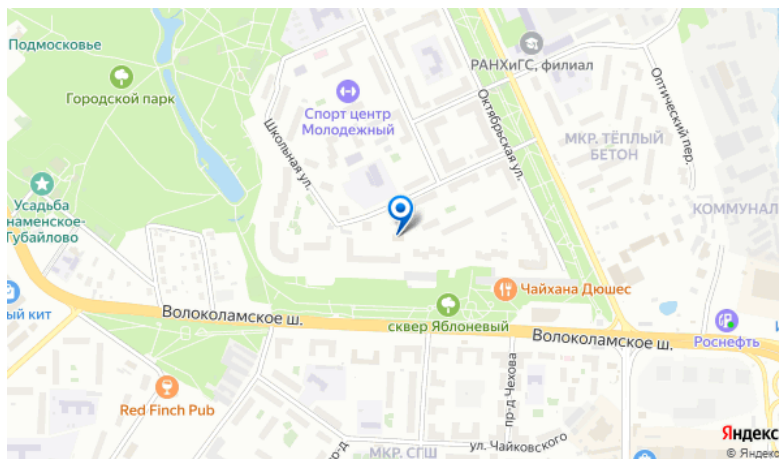 Подмосковье
Городской парк
Усадьба
наменское-
Губайлово
ый кит
Спорт центр
Молодежный
Школьная ул.
РАНХиГС, филиал
Октябрьская ул.
Оптический пер.
МКР. ТЁПЛЫЙ
БЕТОН
КОММУНАЛ
Чайхана Дюшес
сквер Яблоневый
Волоколамское ш.
Волоколамское ш.
Роснефть
И
Red Finch Pub
пр-д Чехова
ул. Чайковского
МКР. СГШ
р-д
Яндекс
© Яндекс